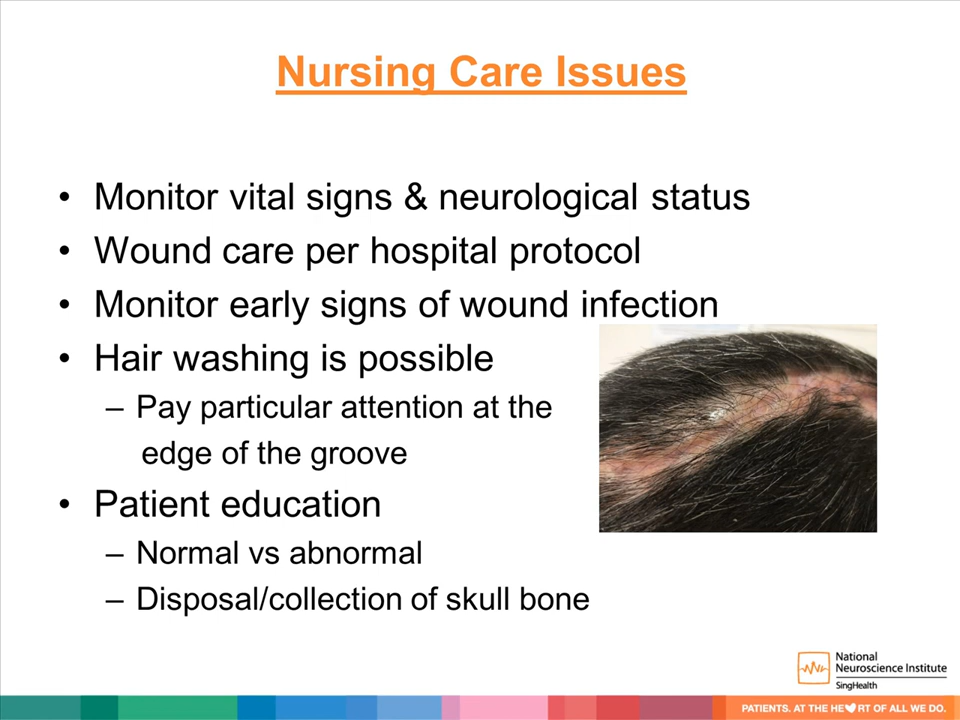 Nursing Care Issues
• Monitor vital signs & neurological status
• Wound care per hospital protocol
• Monitor early signs of wound infection
• Hair washing is possible
– Pay particular attention at the
edge of the groove
• Patient education
– Normal vs abnormal
– Disposal/collection of skull bone
National
Neuroscience Institute
SingHealth
PATIENTS. AT THE HE♥RT OF ALL WE DO.